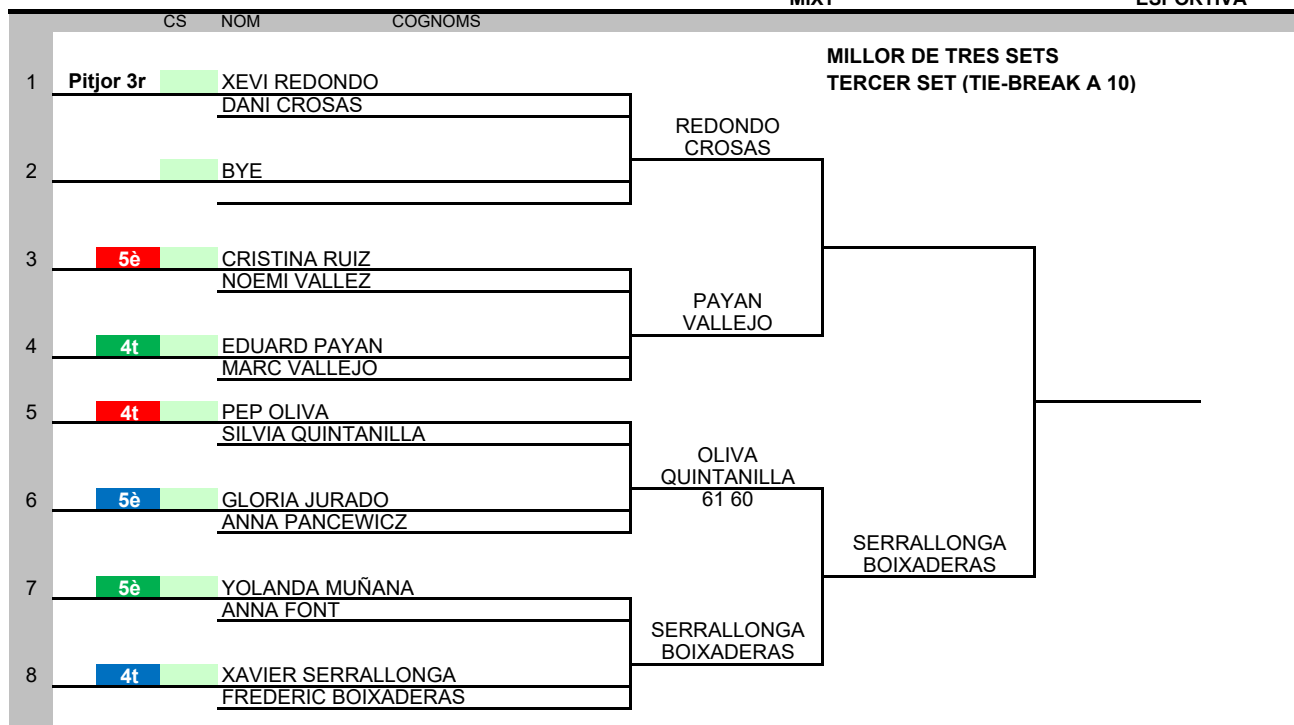 MIXT ESPORTIVA
CS NOM COGNOMS
MILLOR DE TRES SETS
TERCER SET (TIE-BREAK A 10)
1 Pitjor 3r XEVI REDONDO
DANI CROSAS
REDONDO
CROSAS
2 BYE
3 5è CRISTINA RUIZ
NOEMI VALLEZ
PAYAN
VALLEJO
4 4t EDUARD PAYAN
MARC VALLEJO
5 4t PEP OLIVA
SILVIA QUINTANILLA
OLIVA
QUINTANILLA
61 60
6 5è GLORIA JURADO
ANNA PANCEWICZ
SERRALLONGA
BOIXADERAS
7 5è YOLANDA MUÑANA
ANNA FONT
SERRALLONGA
BOIXADERAS
8 4t XAVIER SERRALLONGA
FREDERIC BOIXADERAS